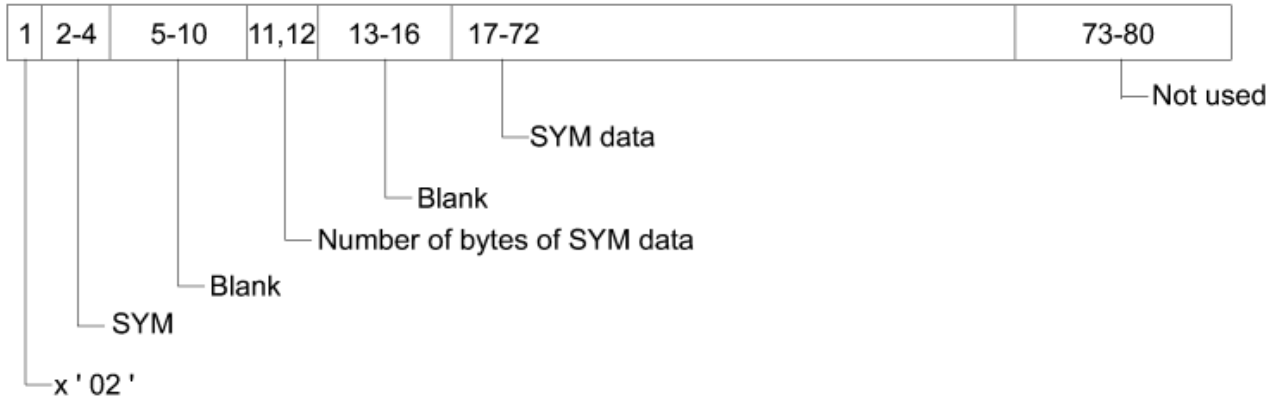 1 2-4 5-10 11,12 13-16 17-72 73-80
Not used
SYM data
Blank
Number of bytes of SYM data
Blank
SYM
x ' 02 '